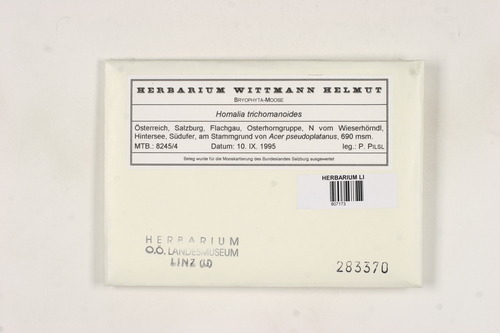 HERBARIUM WITTMANN HELMUT
BRYOPHYTA-MOOSE
Homalia trichomanoides
Österreich, Salzburg, Flachgau, Osterhorngruppe, N vom Wieserhörndl,
Hintersee, Südufer, am Stammgrund von Acer pseudoplatanus, 690 msm.
MTB.: 8245/4 Datum: 10. IX. 1995 leg.: P. PILSL
Beleg wurde für die Mooskartierung des Bundeslandes Salzburg ausgewertet
HERBARIUM LI
607173
HERBARIUM
O.Ö. LANDESMUSEUM
LINZ (LI)
283370